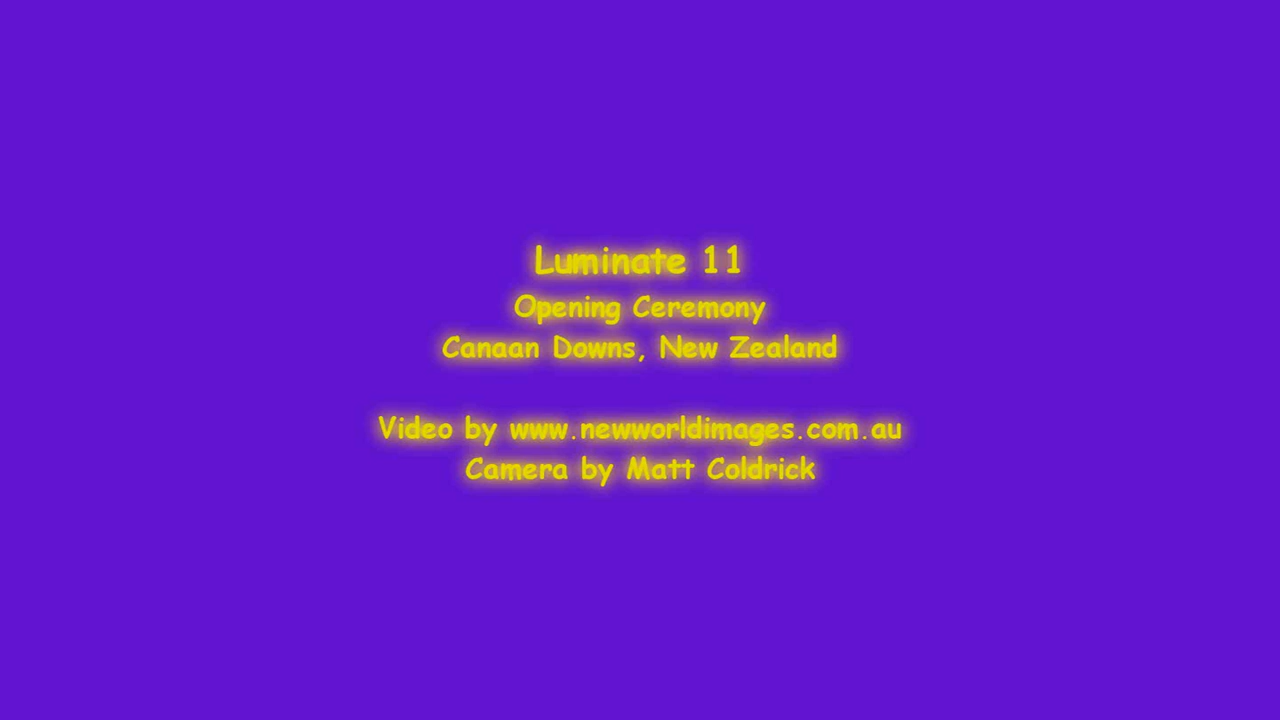 Luminate 11
Opening Ceremony
Canaan Downs, New Zealand
Video by www.newworldimages.com.au
Camera by Matt Coldrick